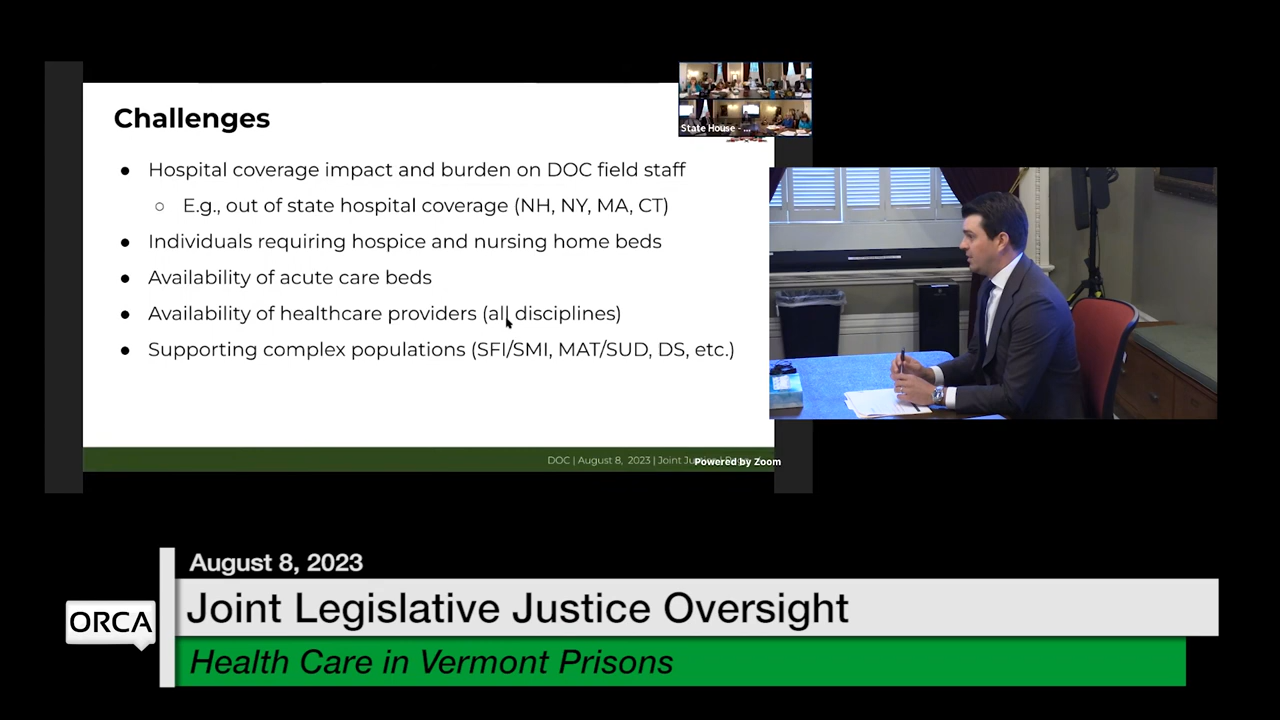 Challenges
State House - ...
● Hospital coverage impact and burden on DOC field staff
○ E.g., out of state hospital coverage (NH, NY, MA, CT)
● Individuals requiring hospice and nursing home beds
● Availability of acute care beds
● Availability of healthcare providers (all disciplines)
● Supporting complex populations (SFI/SMI, MAT/SUD, DS, etc.)
DOC | August 8, 2023 | Joint
Powered by Zoom
August 8, 2023
ORCA
Joint Legislative Justice Oversight
Health Care in Vermont Prisons